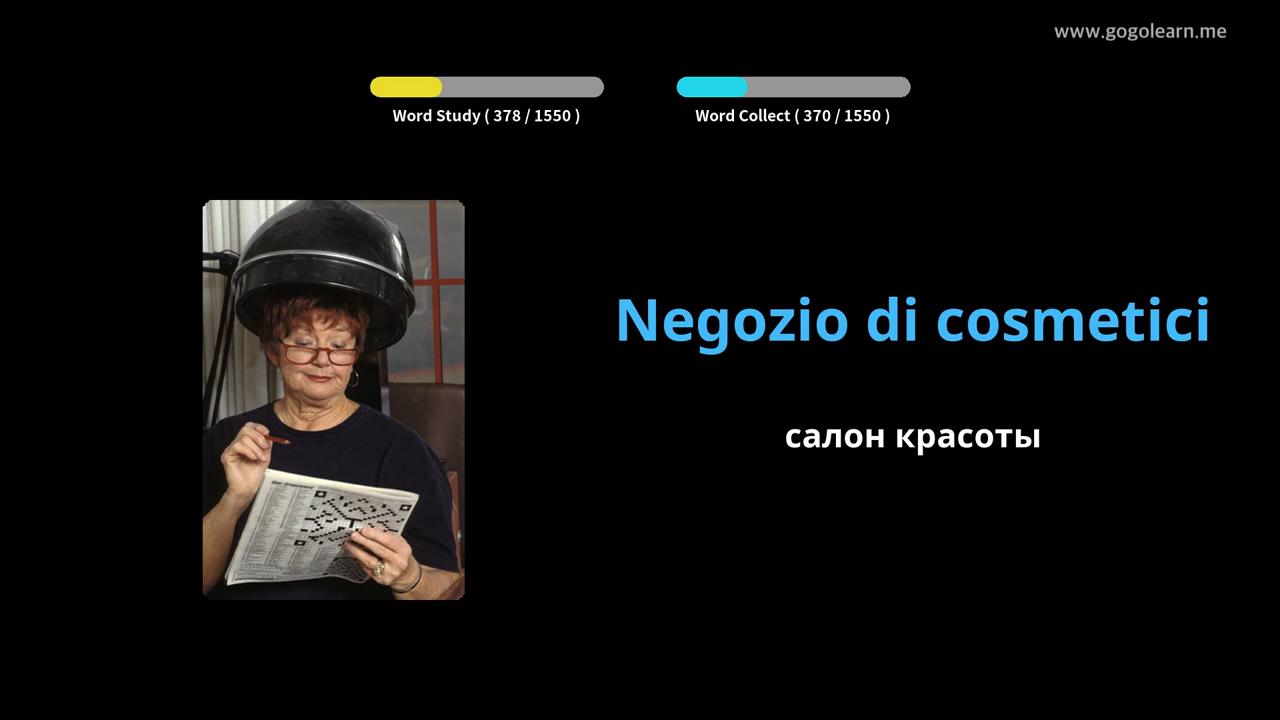 www.gogolearn.me
Word Study ( 378 / 1550 )
Word Collect ( 370 / 1550 )
Negozio di cosmetici
салон красоты